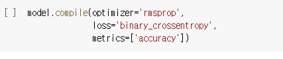 [ ] model.compile(optimizer='rmsprop',
loss='binary_crossentropy',
metrics=['accuracy'])